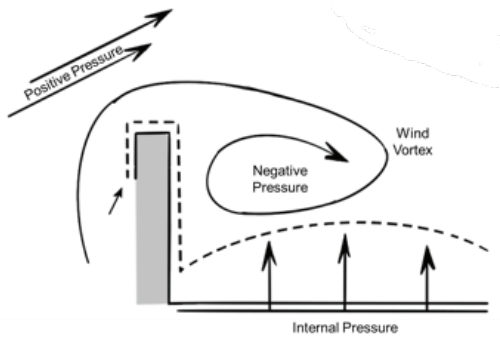 Positive Pressure
Wind
Vortex
Negative
Pressure
Internal Pressure